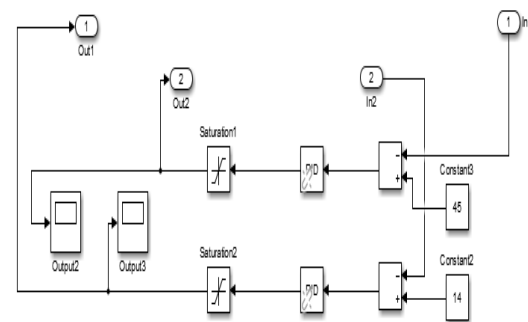 1
Out1
1
In
2
Out2
2
In2
Saturation1
PID
−
+
Constant3
45
Output2
Output3
Saturation2
PID
−
+
Constant2
14